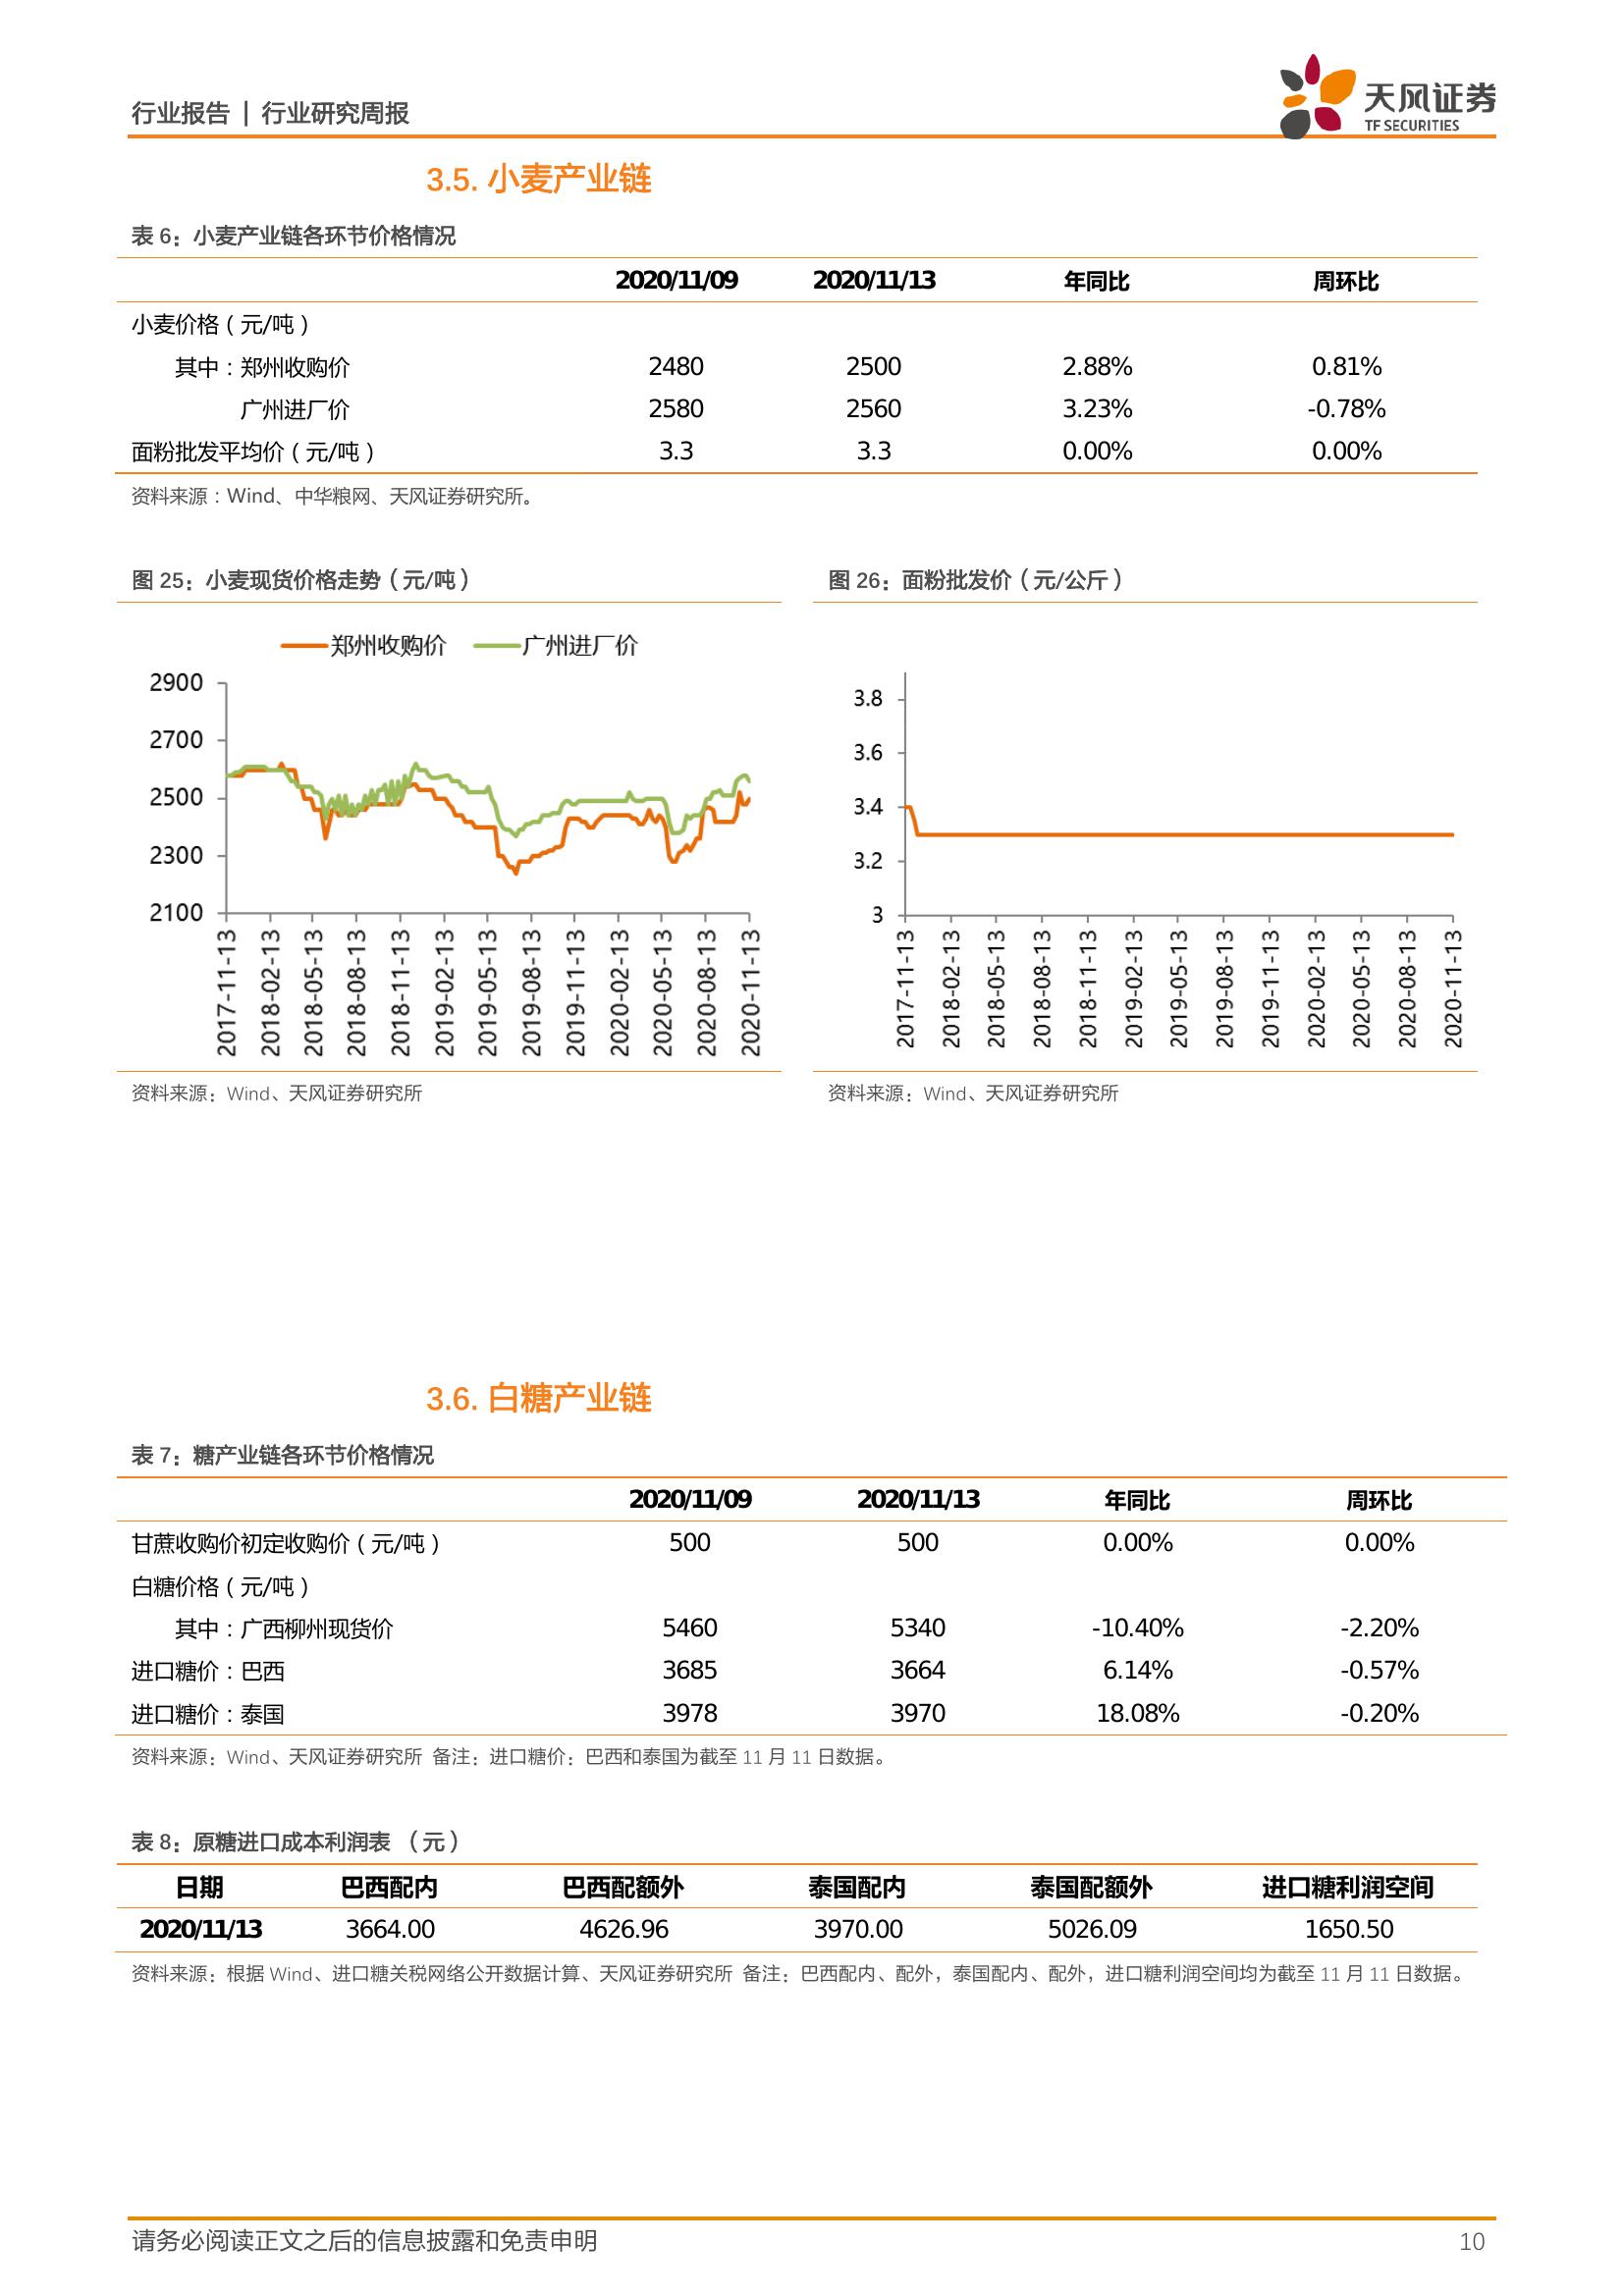 行业报告 | 行业研究周报
天风证券
TF SECURITIES
3.5. 小麦产业链
表 6：小麦产业链各环节价格情况
2020/11/09 2020/11/13 年同比 周环比
小麦价格（元/吨）
其中：郑州收购价 2480 2500 2.88% 0.81%
广州进厂价 2580 2560 3.23% -0.78%
面粉批发平均价（元/吨） 3.3 3.3 0.00% 0.00%
资料来源：Wind、中华粮网、天风证券研究所。
图 25：小麦现货价格走势（元/吨）
郑州收购价 广州进厂价
2900
2700
2500
2300
2100
2017-11-13 2018-02-13 2018-05-13 2018-08-13 2018-11-13 2019-02-13 2019-05-13 2019-08-13 2019-11-13 2020-02-13 2020-05-13 2020-08-13 2020-11-13
资料来源：Wind、天风证券研究所
图 26：面粉批发价（元/公斤）
3.8
3.6
3.4
3.2
3
2017-11-13 2018-02-13 2018-05-13 2018-08-13 2018-11-13 2019-02-13 2019-05-13 2019-08-13 2019-11-13 2020-02-13 2020-05-13 2020-08-13 2020-11-13
资料来源：Wind、天风证券研究所
3.6. 白糖产业链
表 7：糖产业链各环节价格情况
2020/11/09 2020/11/13 年同比 周环比
甘蔗收购价初定收购价（元/吨） 500 500 0.00% 0.00%
白糖价格（元/吨）
其中：广西柳州现货价 5460 5340 -10.40% -2.20%
进口糖价：巴西 3685 3664 6.14% -0.57%
进口糖价：泰国 3978 3970 18.08% -0.20%
资料来源：Wind、天风证券研究所 备注：进口糖价：巴西和泰国为截至 11 月 11 日数据。
表 8：原糖进口成本利润表 （元）
日期 巴西配内 巴西配额外 泰国配内 泰国配额外 进口糖利润空间
2020/11/13 3664.00 4626.96 3970.00 5026.09 1650.50
资料来源：根据 Wind、进口糖关税网络公开数据计算、天风证券研究所 备注：巴西配内、配外，泰国配内、配外，进口糖利润空间均为截至 11 月 11 日数据。
请务必阅读正文之后的信息披露和免责申明 10